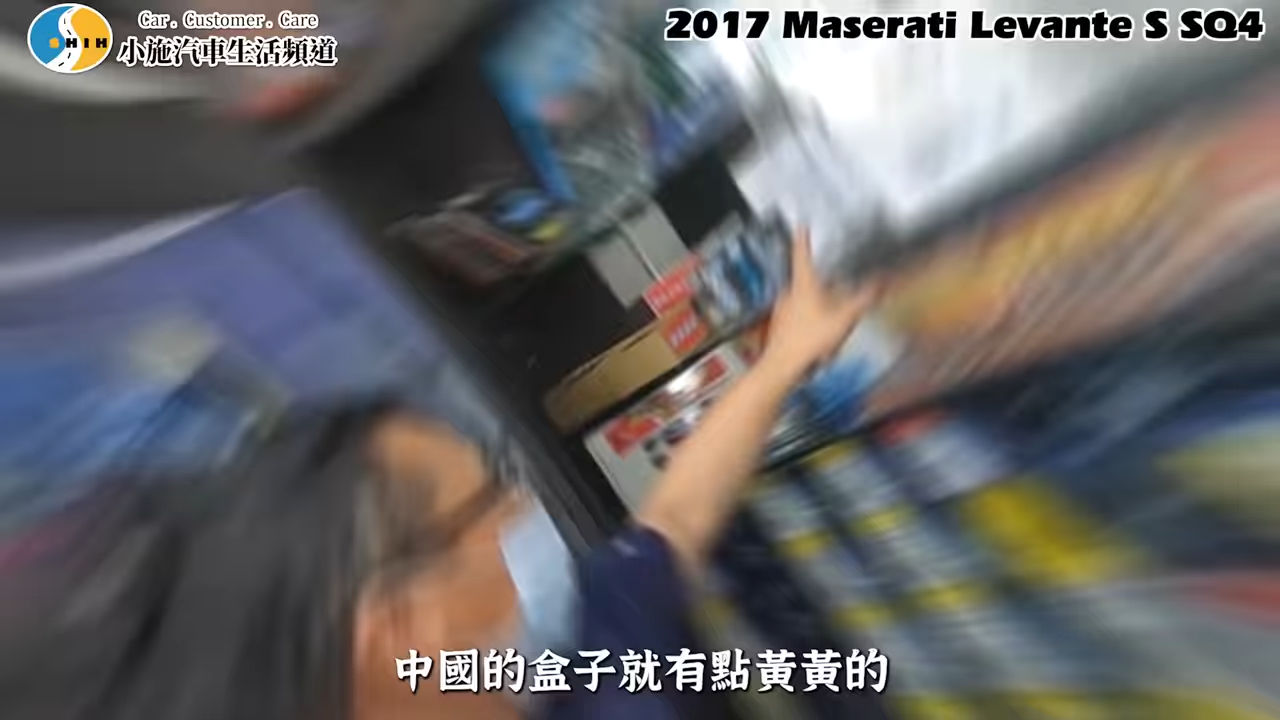 Car . Customer . Care
SHIH
小施汽車生活頻道
2017 Maserati Levante S SQ4
中國的盒子就有點黃黃的